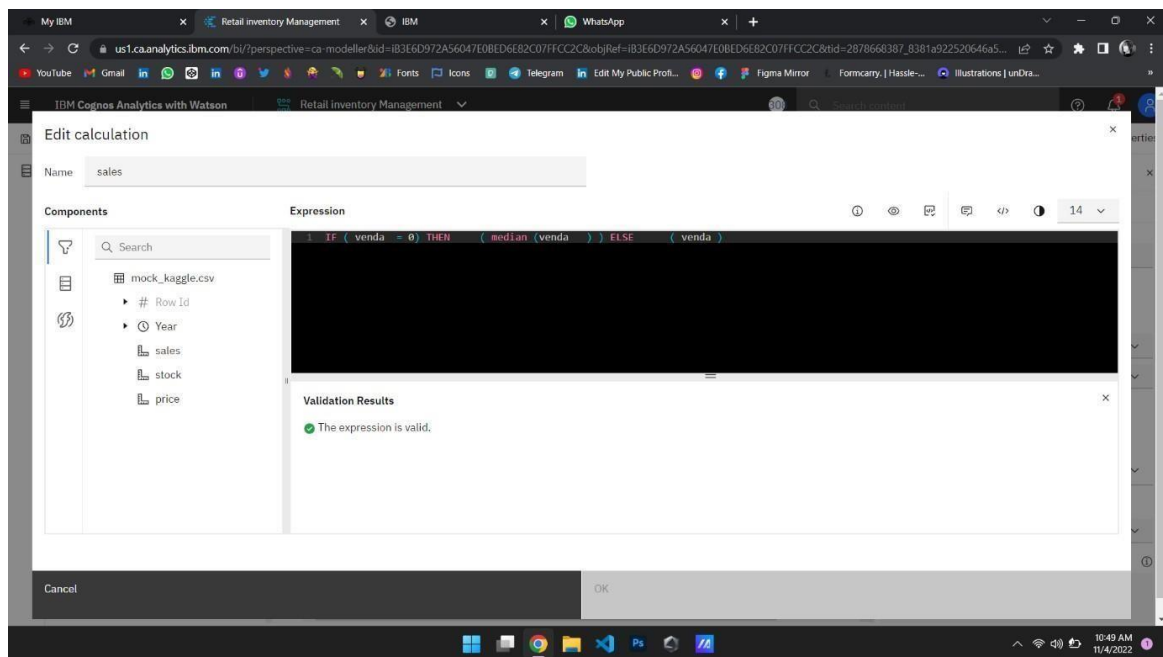 My IBM
Retail inventory Management
IBM
WhatsApp
us1.ca.analytics.ibm.com/bi/?perspective=ca-modeller&id=iB3E6D972A56047E0BED6E82C07FFCC2C&objRef=iB3E6D972A56047E0BED6E82C07FFCC2C&tid=2878668387_8381a922520646a5...
YouTube Gmail Fonts Icons Telegram Edit My Public Profi... Figma Mirror Formcarry. | Hassle-... Illustrations | unDra...
IBM Cognos Analytics with Watson Retail inventory Management Search content
Edit calculation
erties
Name sales
Components Expression 14
Search
1 IF ( venda = 0) THEN ( median (venda ) ) ELSE ( venda )
mock_kaggle.csv
# Row Id
Year
sales
stock
price
Validation Results
The expression is valid.
Cancel OK
Ps
10:49 AM
11/4/2022 1